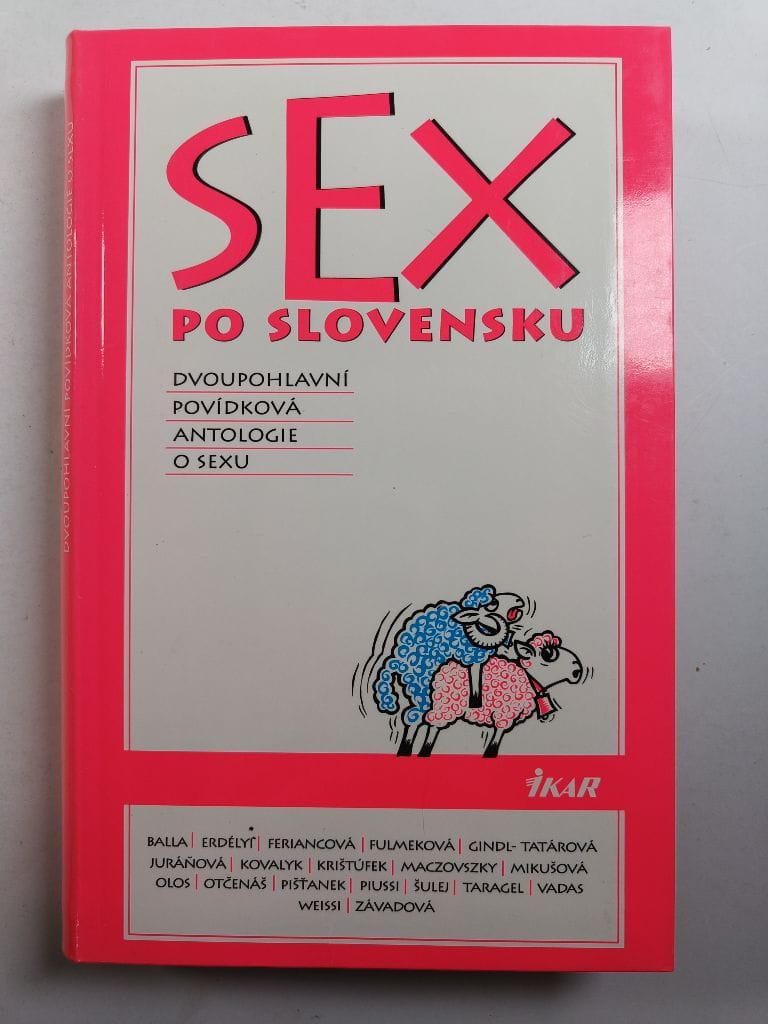 SEX
PO SLOVENSKU
DVOUPOHLAVNÍ
POVÍDKOVÁ
ANTOLOGIE
O SEXU
IKAR
BALLA | ERDÉLYI | FERIANCOVÁ | FULMEKOVÁ | GINDL-TATÁROVÁ
JURÁŇOVÁ | KOVALYK | KRIŠTÚFEK | MACZOVSZKY | MIKUŠOVÁ
OLOS | OTČENÁŠ | PIŠŤANEK | PIUSSI | ŠULEJ | TARAGEL | VADAS
WEISSI | ZÁVADOVÁ
DVOUPOHLAVNÍ POVÍDKOVÁ ANTOLOGIE O SEXU